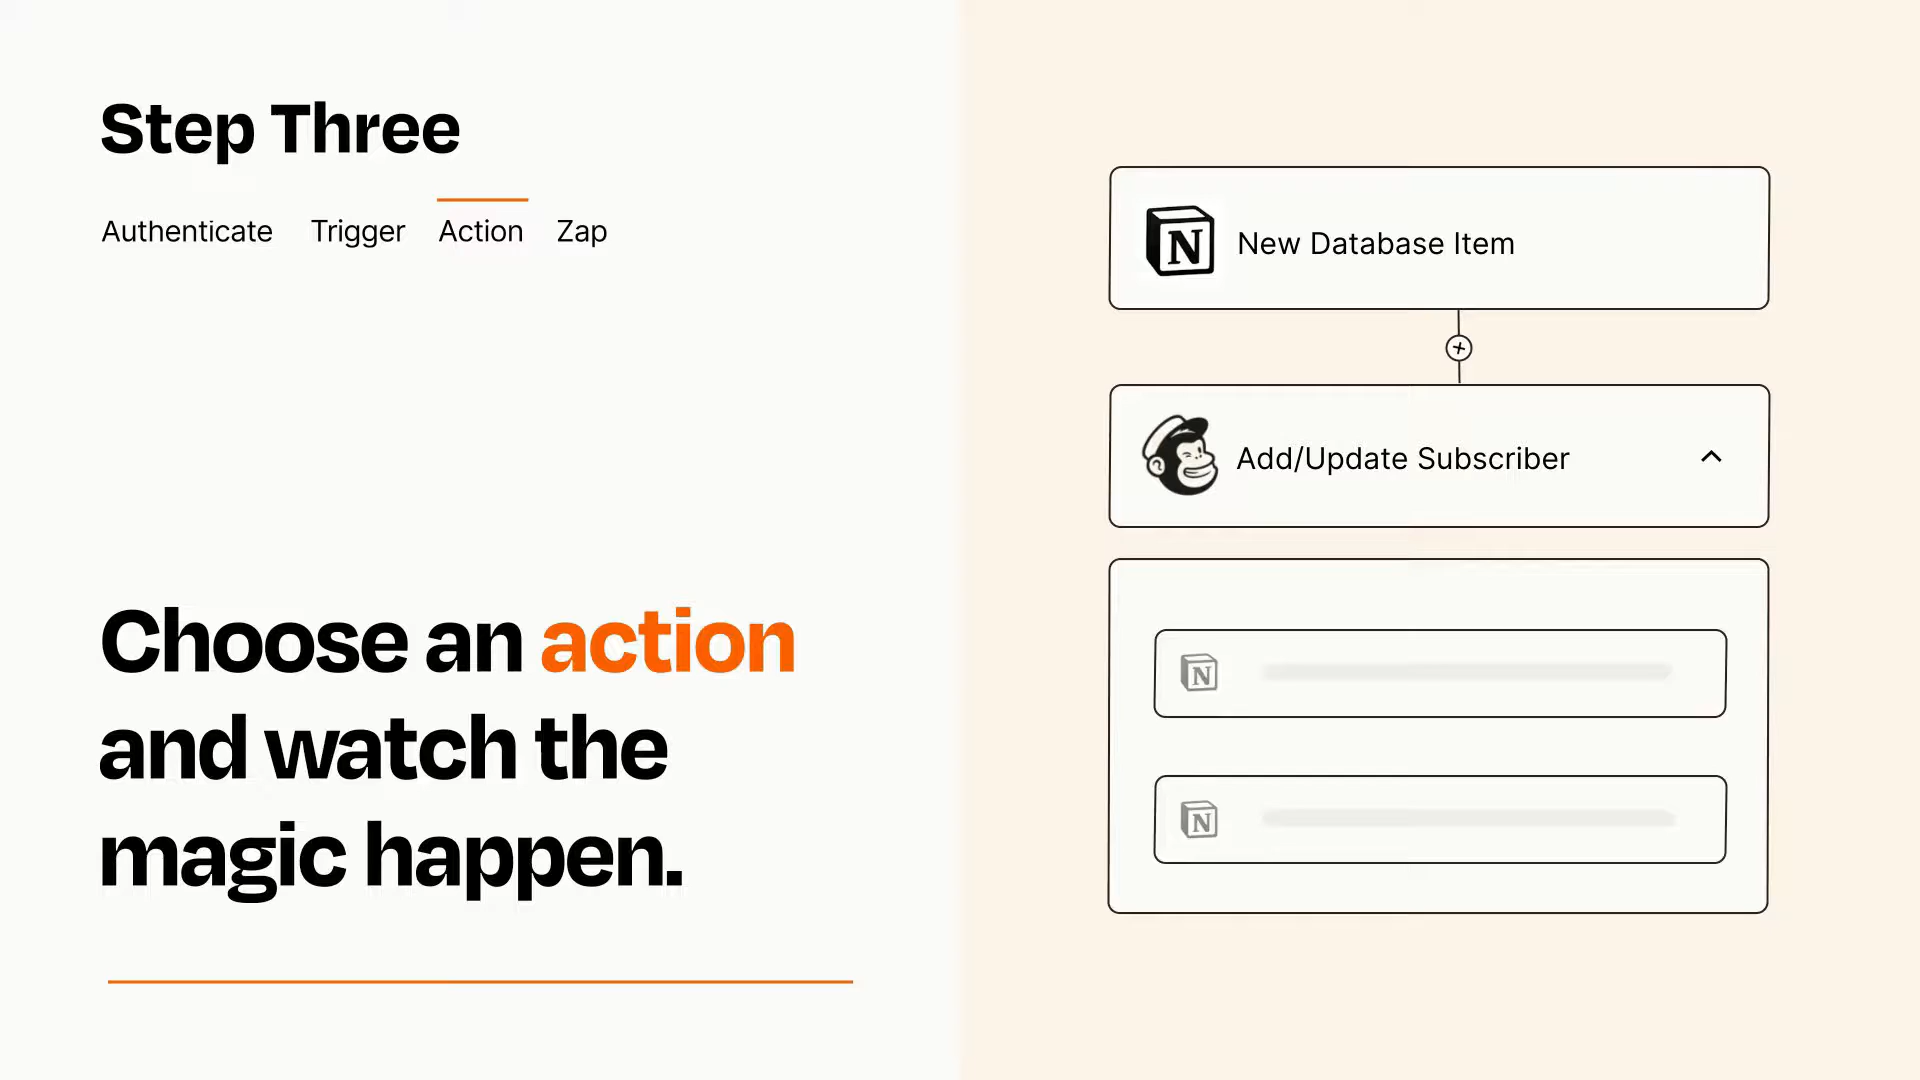 Step Three
Authenticate Trigger Action Zap
Choose an action
and watch the
magic happen.
N New Database Item
Add/Update Subscriber
N
N